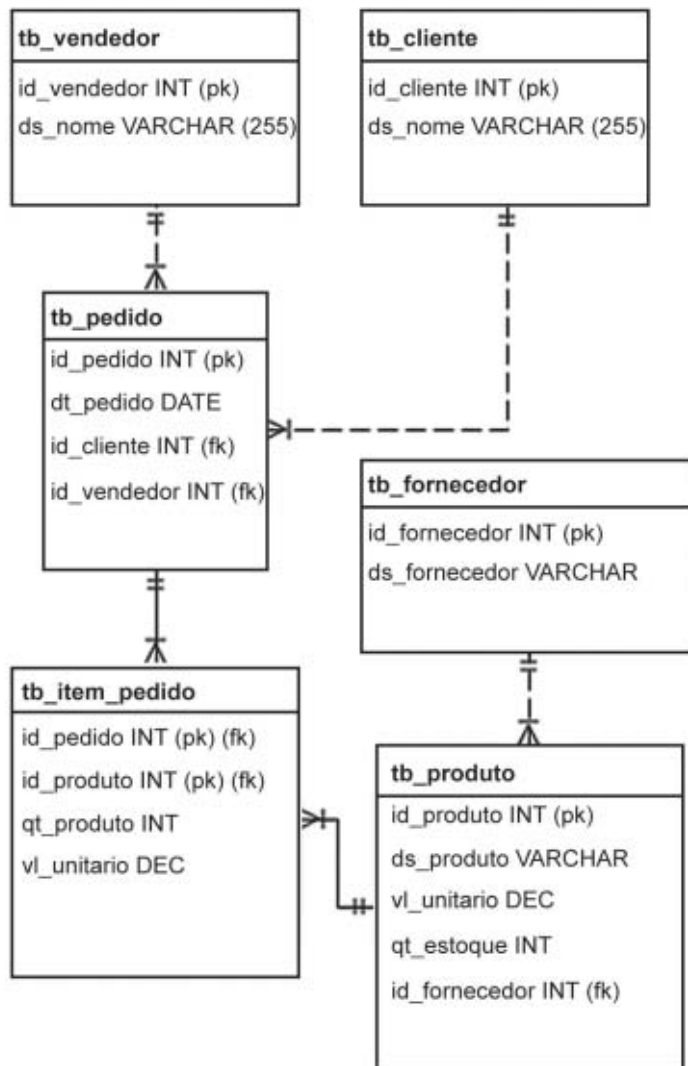 tb_vendedor
id_vendedor INT (pk)
ds_nome VARCHAR (255)
tb_cliente
id_cliente INT (pk)
ds_nome VARCHAR (255)
tb_pedido
id_pedido INT (pk)
dt_pedido DATE
id_cliente INT (fk)
id_vendedor INT (fk)
tb_fornecedor
id_fornecedor INT (pk)
ds_fornecedor VARCHAR
tb_item_pedido
id_pedido INT (pk) (fk)
id_produto INT (pk) (fk)
qt_produto INT
vl_unitario DEC
tb_produto
id_produto INT (pk)
ds_produto VARCHAR
vl_unitario DEC
qt_estoque INT
id_fornecedor INT (fk)